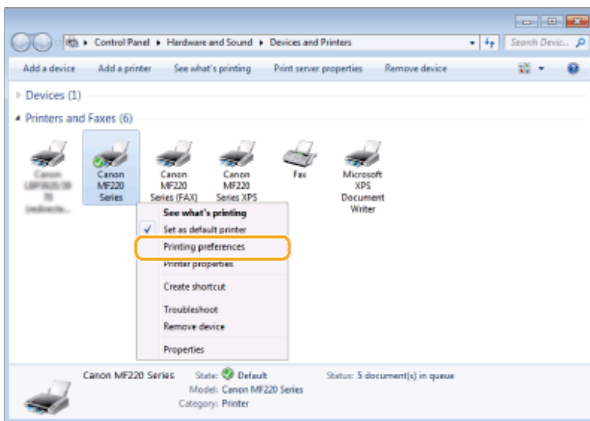 Control Panel ▸ Hardware and Sound ▸ Devices and Printers
Search Devic...
Add a device Add a printer See what's printing Print server properties Remove device
Devices (1)
Printers and Faxes (6)
Canon MF220 Series
Canon MF220 Series (FAX)
Canon MF220 Series XPS
Fax
Microsoft XPS Document Writer
See what's printing
Set as default printer
Printing preferences
Printer properties
Create shortcut
Troubleshoot
Remove device
Properties
Canon MF220 Series State: Default Status: 5 document(s) in queue
Model: Canon MF220 Series
Category: Printer